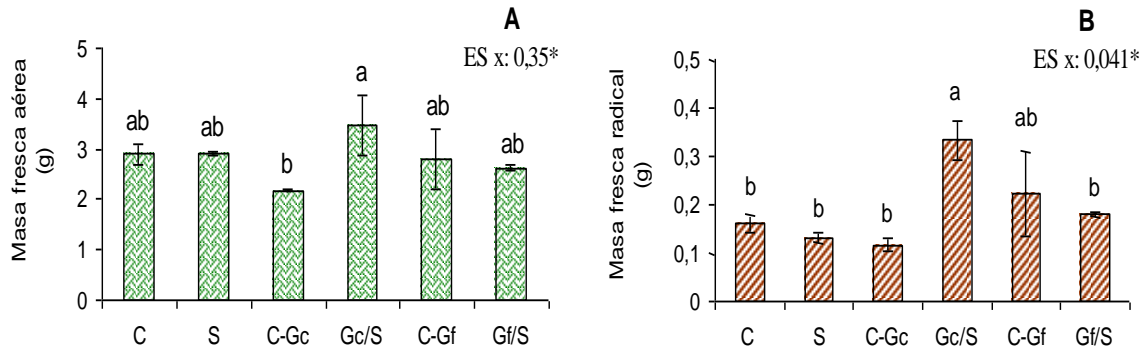 A
ES x: 0,35*
Masa fresca aérea
(g)
5
4
3
2
1
0
ab
ab
b
a
ab
ab
C
S
C-Gc
Gc/S
C-Gf
Gf/S
B
ES x: 0,041*
Masa fresca radical
(g)
0,5
0,4
0,3
0,2
0,1
0
b
b
b
a
ab
b
C
S
C-Gc
Gc/S
C-Gf
Gf/S